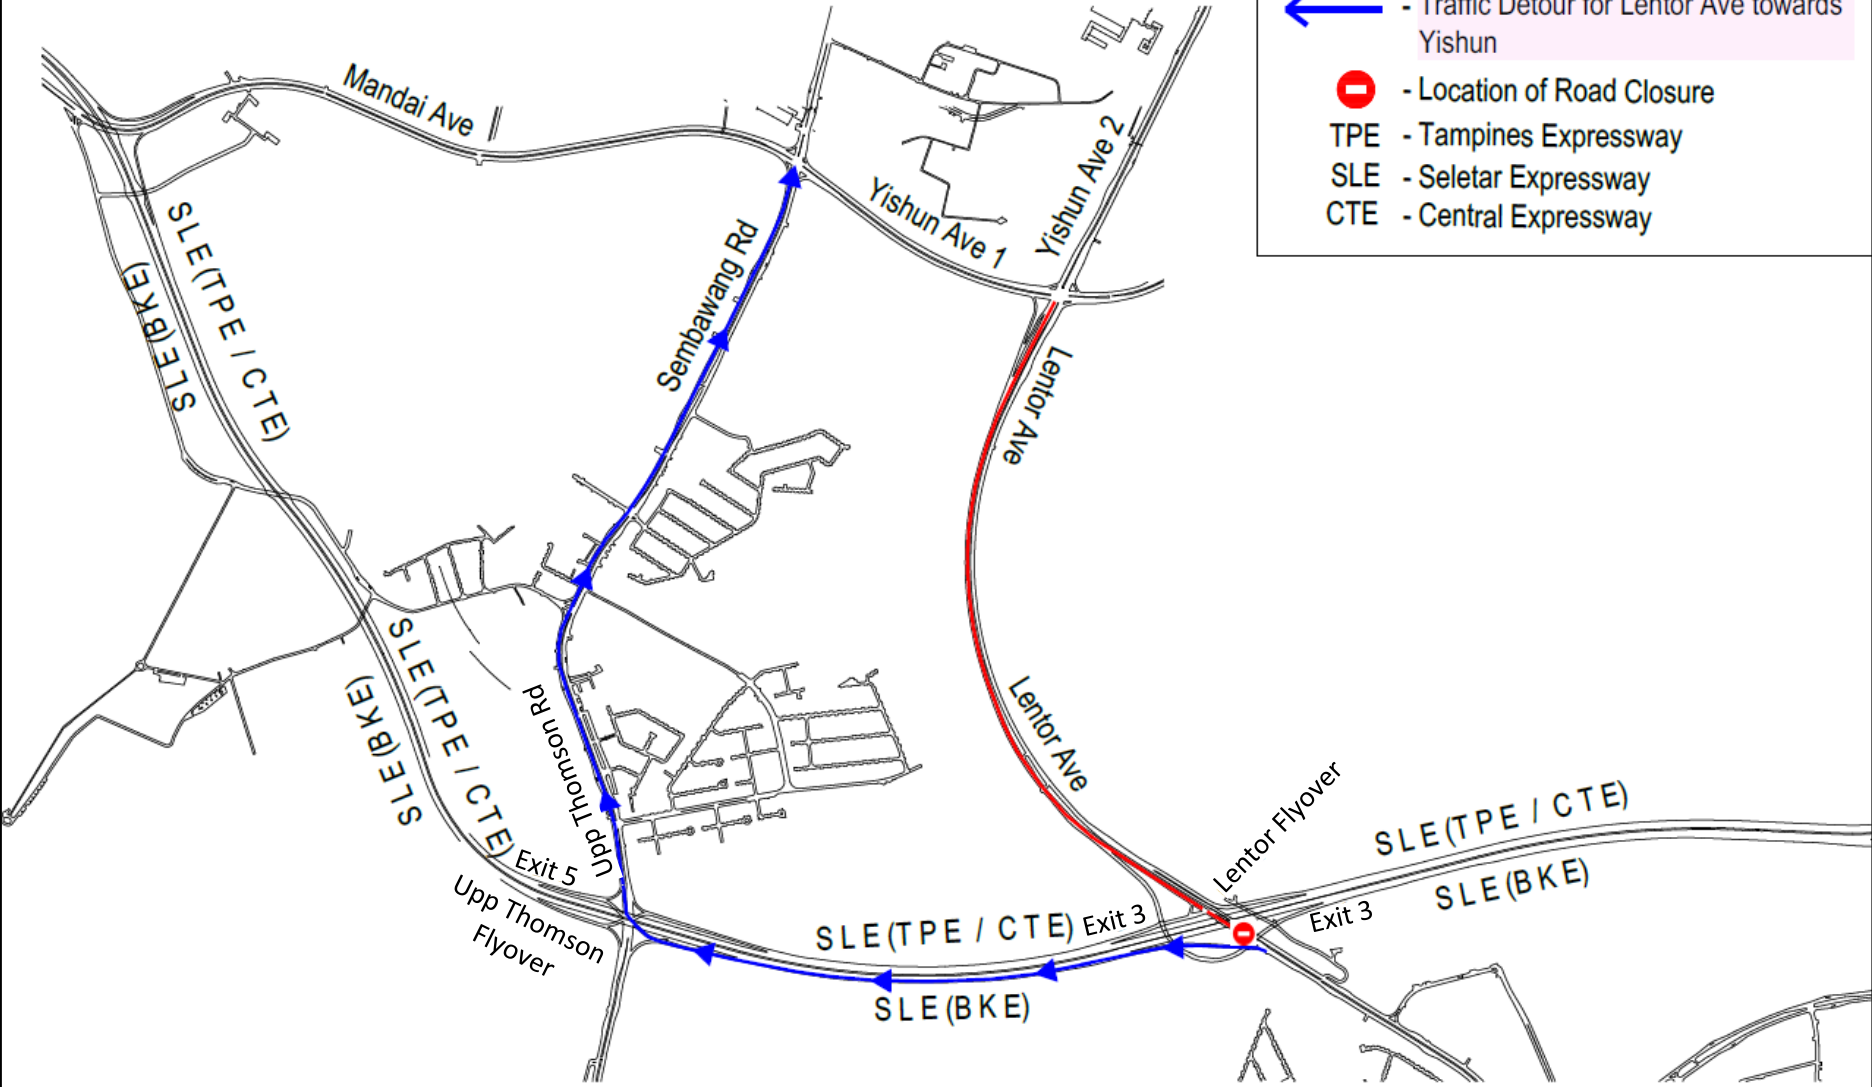 - Traffic Detour for Lentor Ave towards
Yishun
- Location of Road Closure
TPE - Tampines Expressway
SLE - Seletar Expressway
CTE - Central Expressway
Mandai Ave
Yishun Ave 2
Yishun Ave 1
SLE(TPE / CTE)
SLE(BKE)
Sembawang Rd
Lentor Ave
SLE(TPE / CTE)
SLE(BKE)
Upp Thomson Rd
Lentor Ave
Lentor Flyover
SLE(TPE / CTE)
SLE(BKE)
Exit 5
Upp Thomson
Flyover
SLE(TPE / CTE)
Exit 3
Exit 3
SLE(BKE)